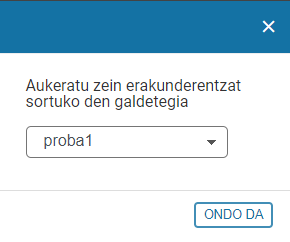 Aukeratu zein erakunderentzat
sortuko den galdetegia
proba1
ONDO DA